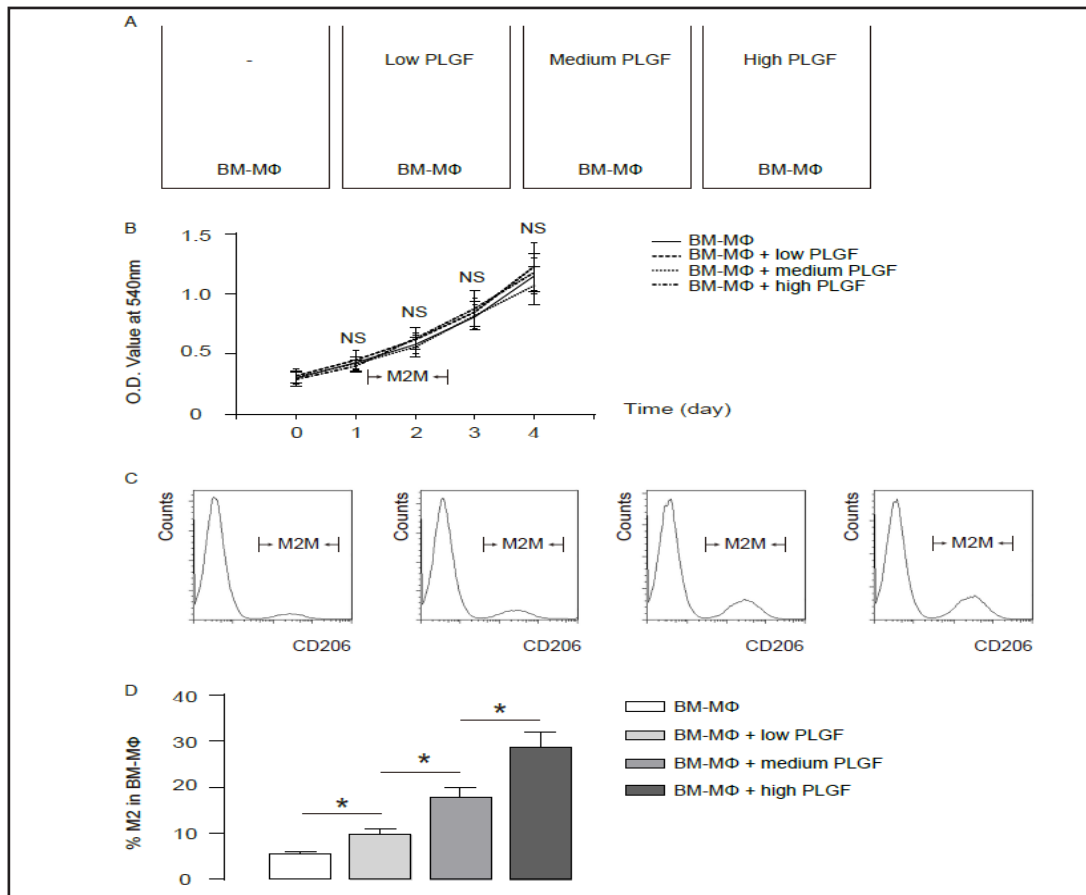 A
- Low PLGF Medium PLGF High PLGF
BM-MΦ BM-MΦ BM-MΦ BM-MΦ
B
O.D. Value at 540nm
1.5
1.0
0.5
0
NS
NS
NS
NS
M2M
0 1 2 3 4
Time (day)
BM-MΦ
BM-MΦ + low PLGF
BM-MΦ + medium PLGF
BM-MΦ + high PLGF
C
Counts Counts Counts Counts
M2M M2M M2M M2M
CD206 CD206 CD206 CD206
D
% M2 in BM-MΦ
40
30
20
10
0
*
*
*
BM-MΦ
BM-MΦ + low PLGF
BM-MΦ + medium PLGF
BM-MΦ + high PLGF